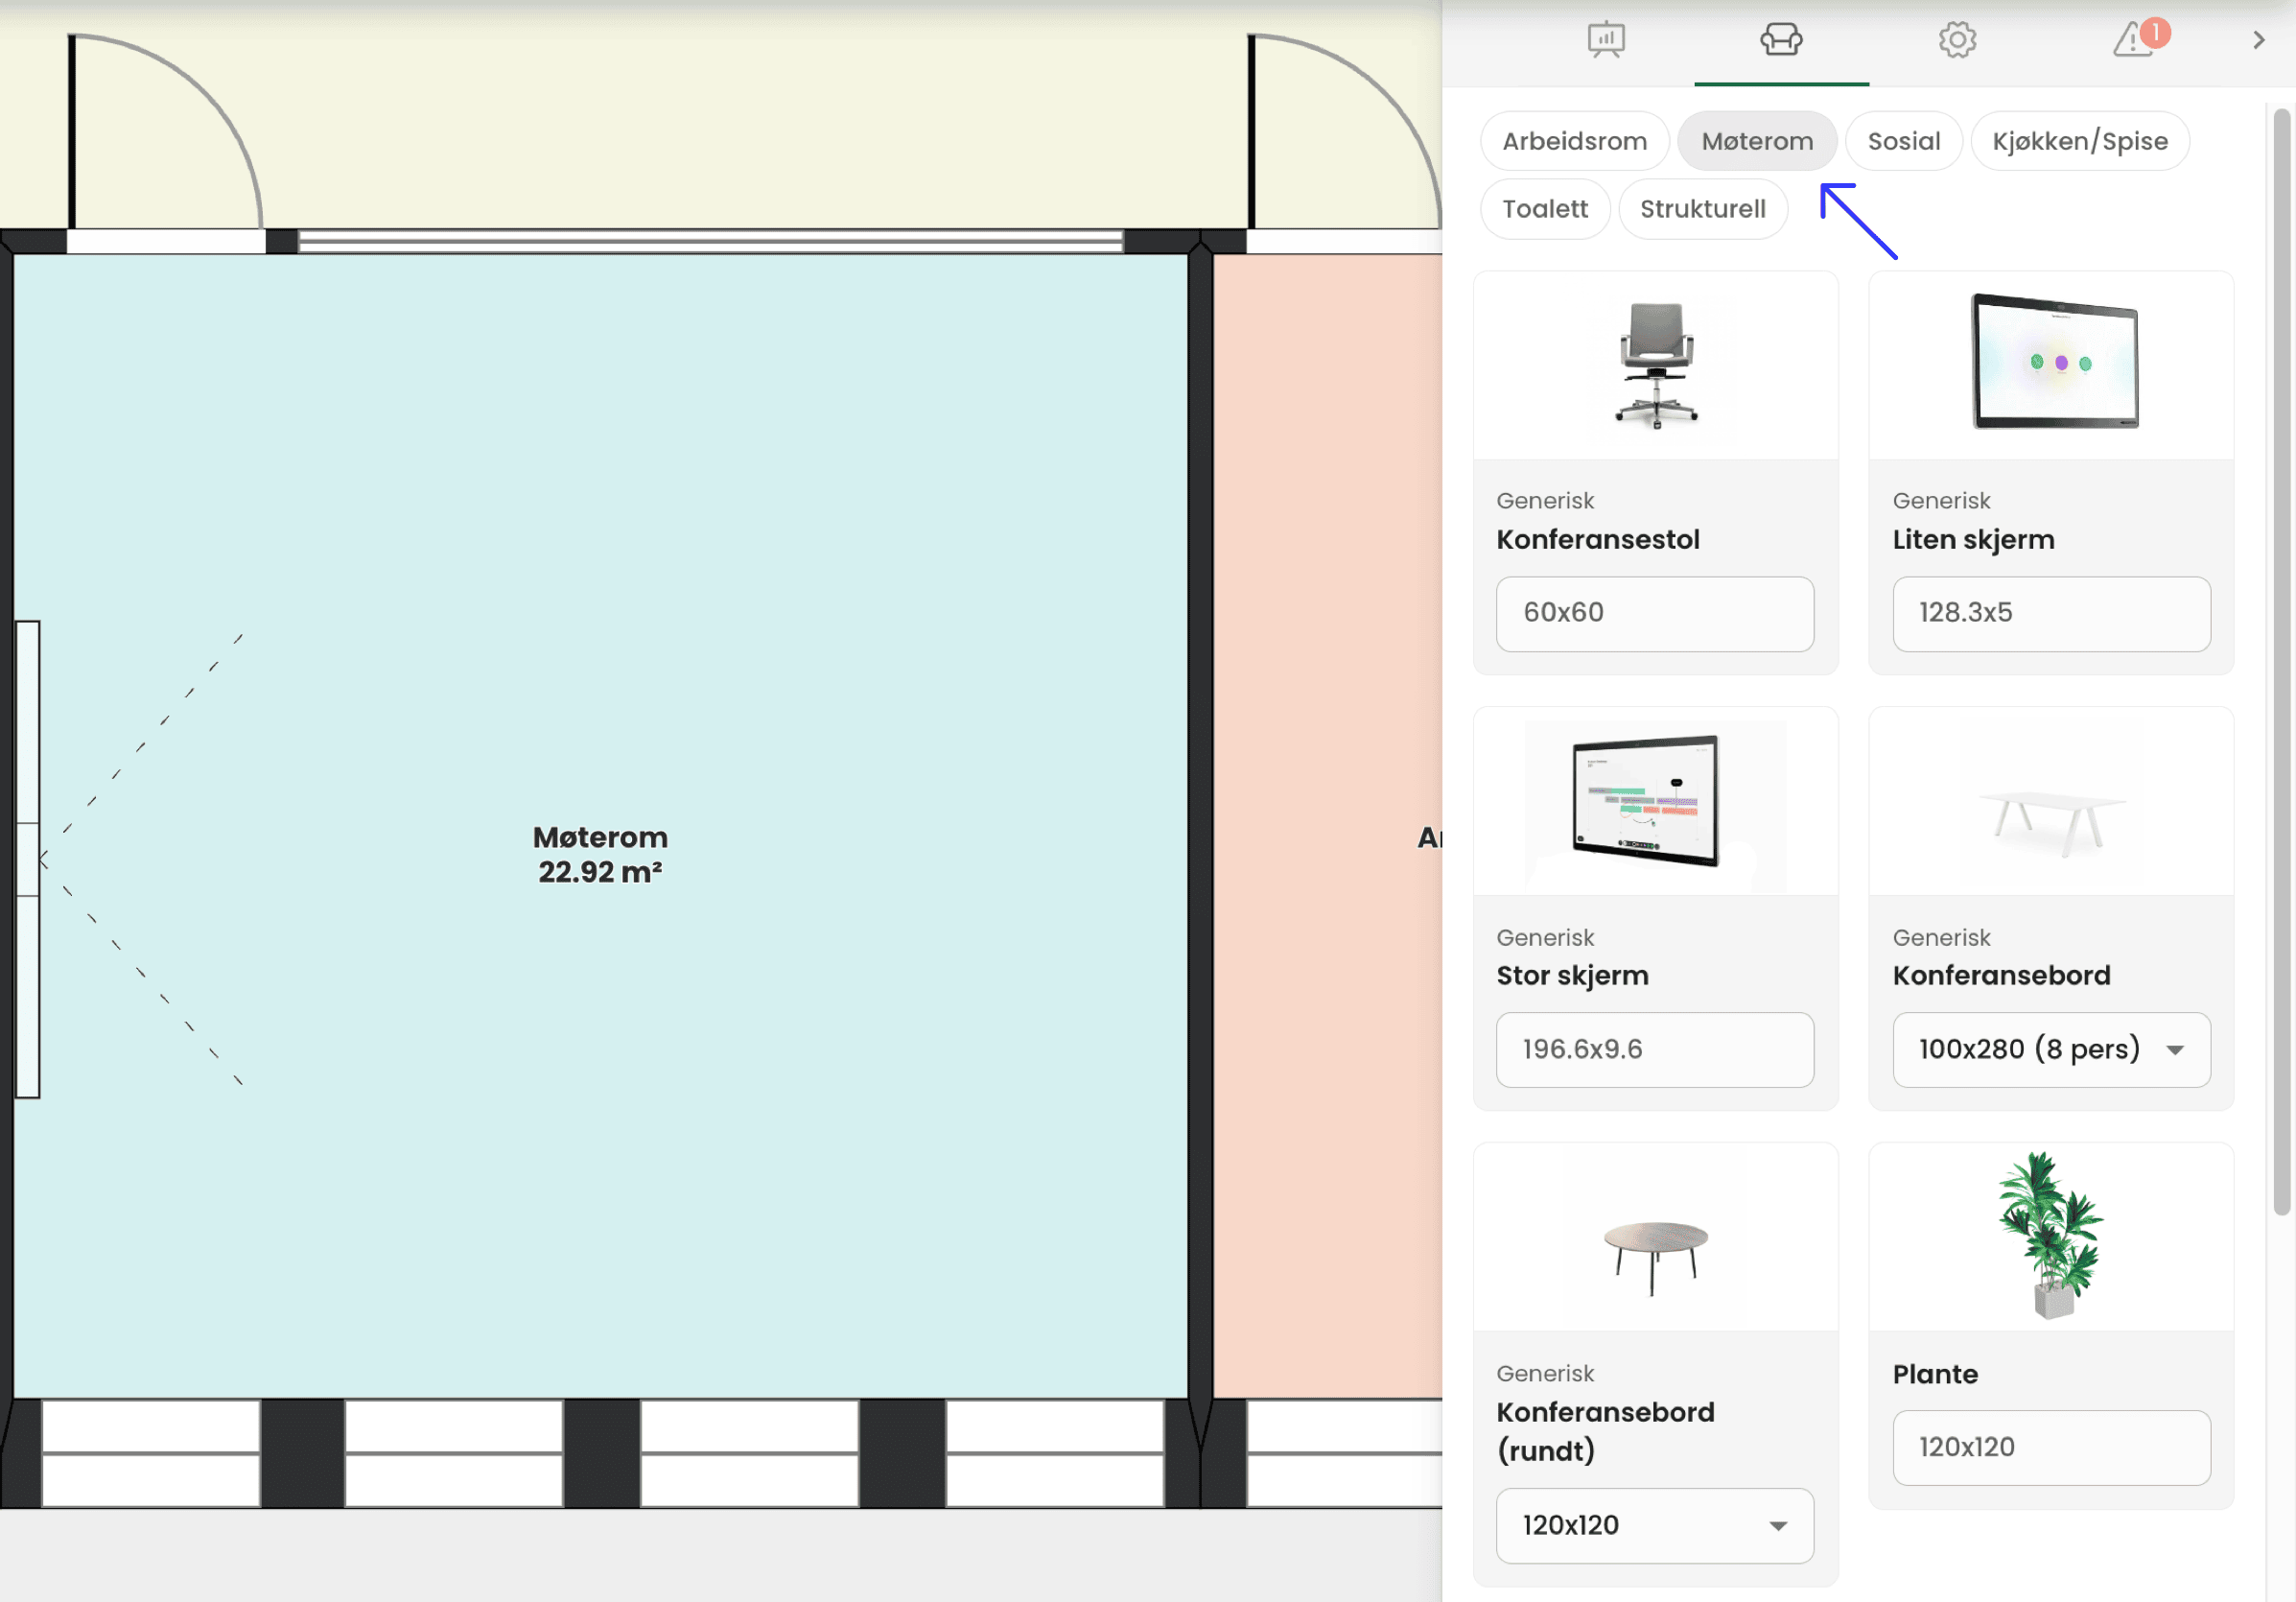 1
Arbeidsrom
Møterom
Sosial
Kjøkken/Spise
Toalett
Strukturell
Generisk
Konferansestol
60x60
Generisk
Liten skjerm
128.3x5
Generisk
Stor skjerm
196.6x9.6
Generisk
Konferansebord
100x280 (8 pers)
Generisk
Konferansebord
(rundt)
120x120
Plante
120x120
Møterom
22.92 m²